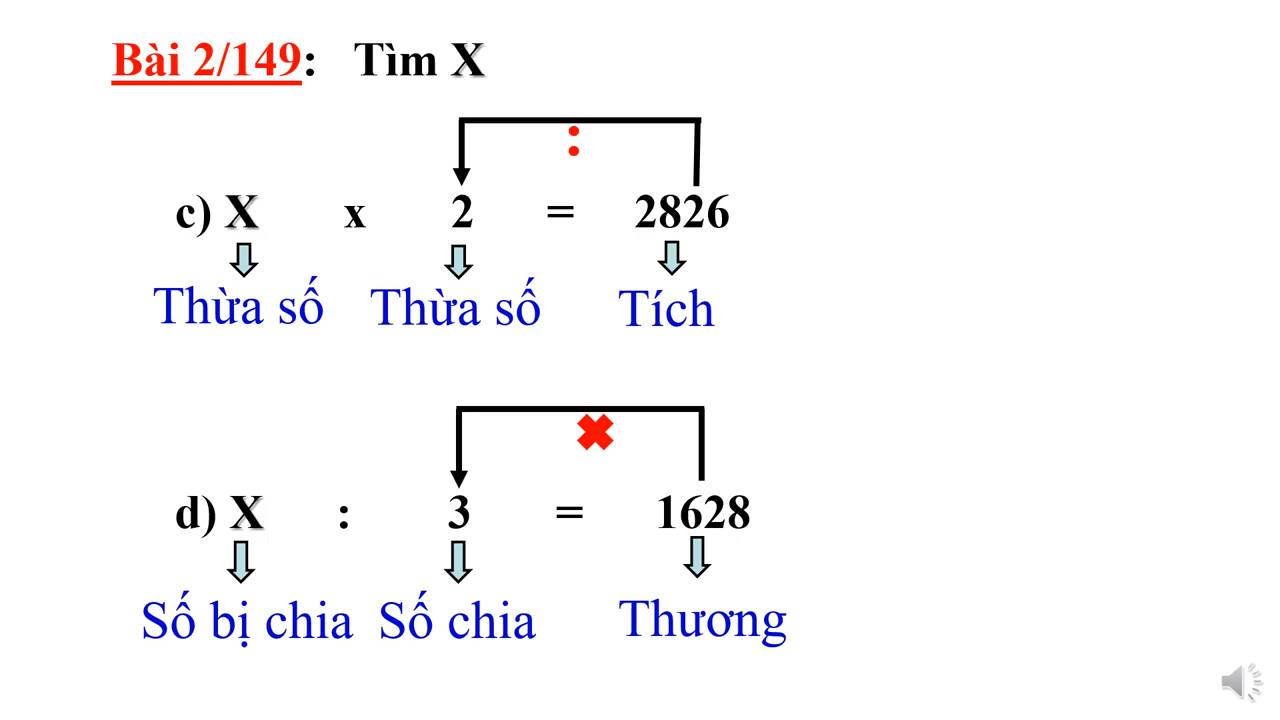 Bài 2/149: Tìm X
:
c) X x 2 = 2826
Thừa số Thừa số Tích
d) X : 3 = 1628
Số bị chia Số chia Thương